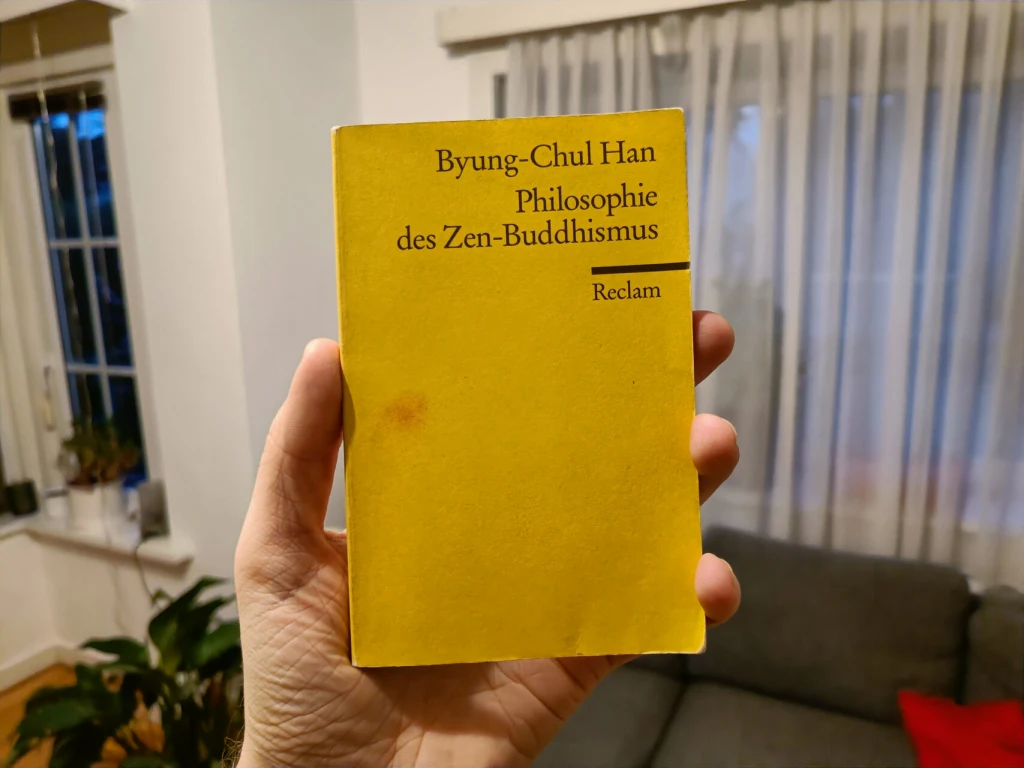 Byung-Chul Han
Philosophie
des Zen-Buddhismus
Reclam